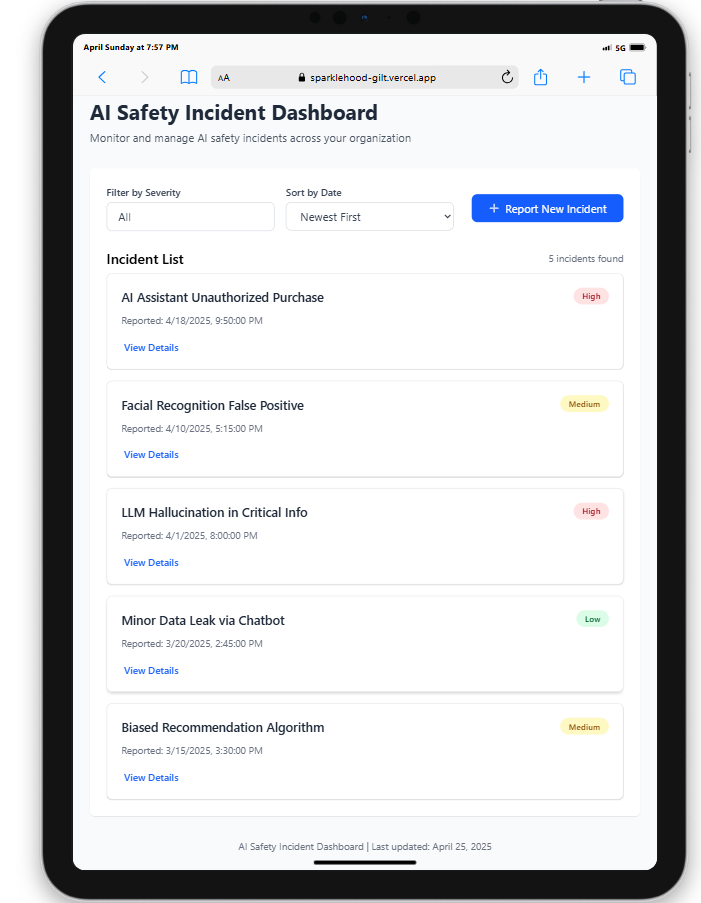 April Sunday at 7:57 PM
5G
AA
sparklehood-gilt.vercel.app
AI Safety Incident Dashboard
Monitor and manage AI safety incidents across your organization
Filter by Severity
Sort by Date
All
Newest First
+ Report New Incident
Incident List
5 incidents found
AI Assistant Unauthorized Purchase
High
Reported: 4/18/2025, 9:50:00 PM
View Details
Facial Recognition False Positive
Medium
Reported: 4/10/2025, 5:15:00 PM
View Details
LLM Hallucination in Critical Info
High
Reported: 4/1/2025, 8:00:00 PM
View Details
Minor Data Leak via Chatbot
Low
Reported: 3/20/2025, 2:45:00 PM
View Details
Biased Recommendation Algorithm
Medium
Reported: 3/15/2025, 3:30:00 PM
View Details
AI Safety Incident Dashboard | Last updated: April 25, 2025